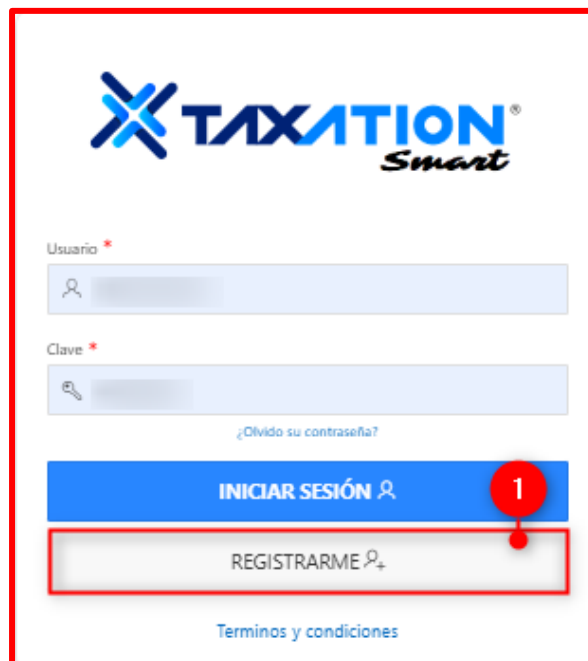 TAXATION®
Smart
Usuario *
Clave *
¿Olvido su contraseña?
INICIAR SESIÓN
1
REGISTRARME
Terminos y condiciones